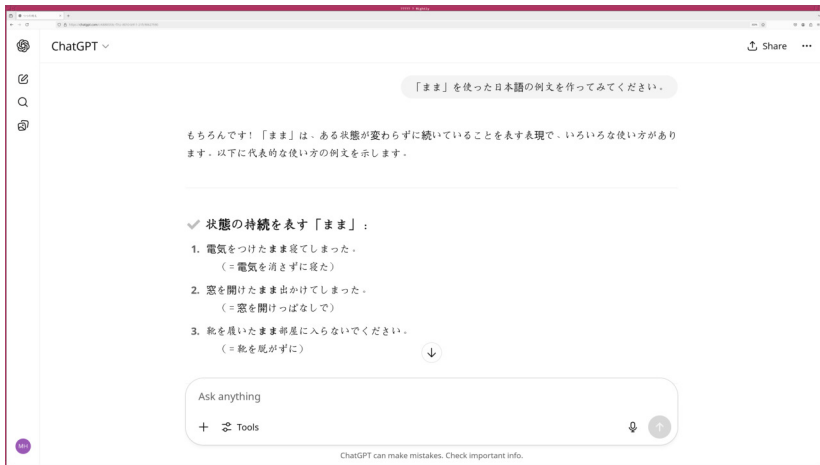 ChatGPT
Share
「まま」を使った日本語の例文を作ってみてください。
もちろんです！「まま」は、ある状態が変わらずに続いていることを表す表現で、いろいろな使い方があり
ます。以下に代表的な使い方の例文を示します。
状態の持続を表す「まま」：
1. 電気をつけたまま寝てしまった。
（＝電気を消さずに寝た）
2. 窓を開けたまま出かけてしまった。
（＝窓を開けっぱなしで）
3. 靴を履いたまま部屋に入らないでください。
（＝靴を脱がずに）
Ask anything
Tools
MH
ChatGPT can make mistakes. Check important info.